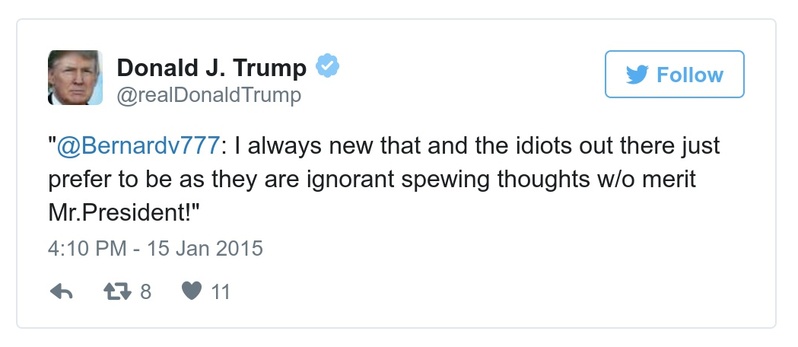 Donald J. Trump
Follow
@realDonaldTrump
"@Bernardv777: I always new that and the idiots out there just
prefer to be as they are ignorant spewing thoughts w/o merit
Mr.President!"
4:10 PM - 15 Jan 2015
8 11